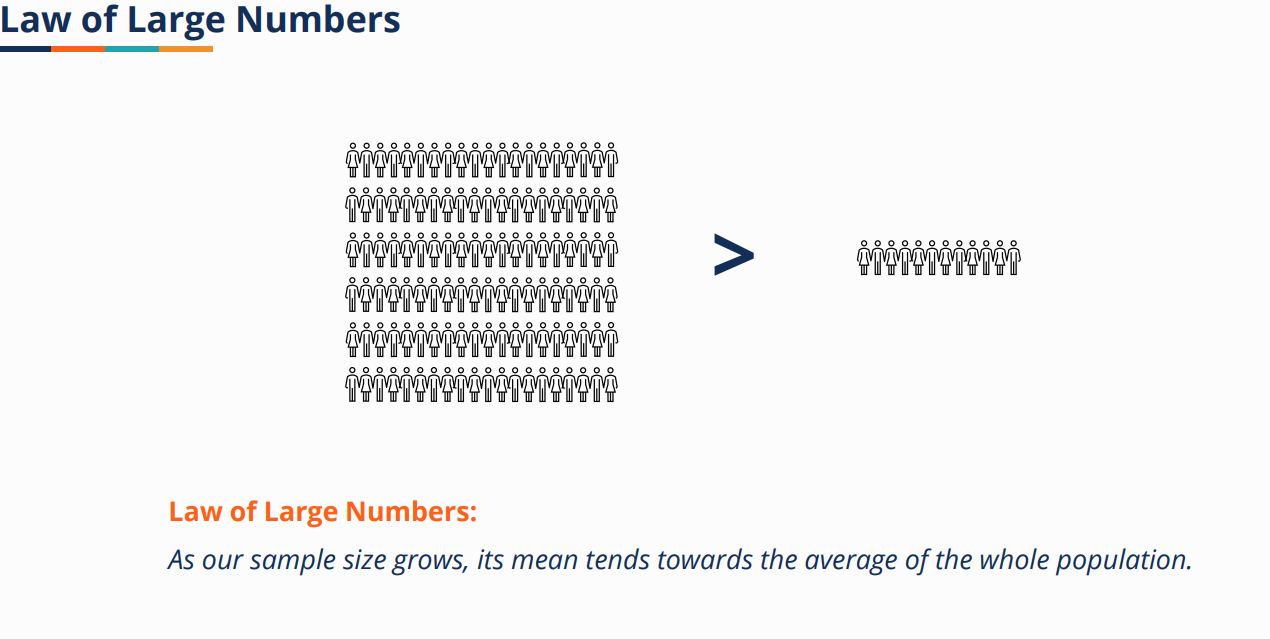 Law of Large Numbers
>
Law of Large Numbers:
As our sample size grows, its mean tends towards the average of the whole population.